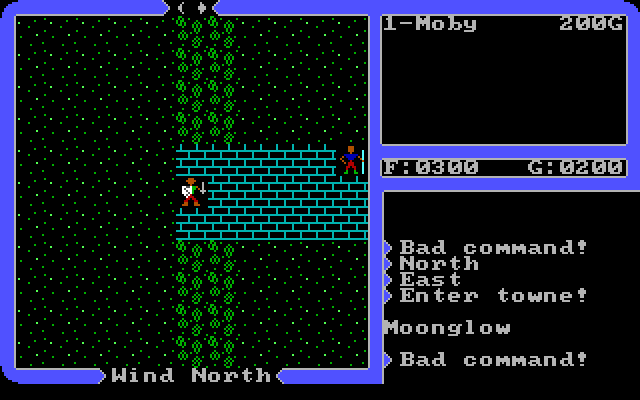 1-Moby 200G
F:0300 G:0200
Bad command!
North
East
Enter towne!
Moonglow
Bad command!
Wind North